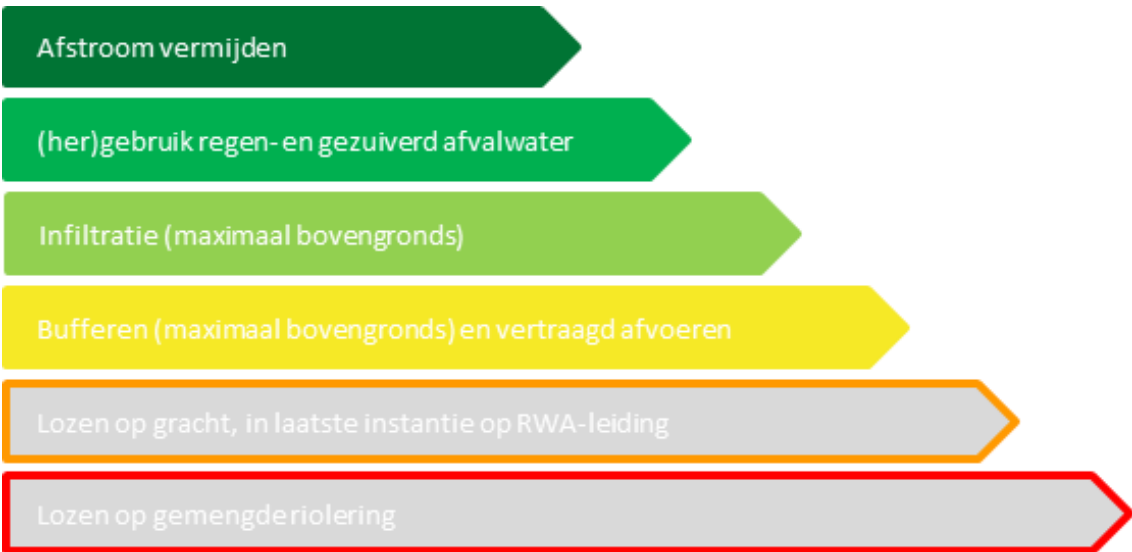 Afstroom vermijden
(her)gebruik regen- en gezuiverd afvalwater
Infiltratie (maximaal bovengronds)
Bufferen (maximaal bovengronds) en vertraagd afvoeren
Lozen op gracht, in laatste instantie op RWA-leiding
Lozen op gemengde riolering